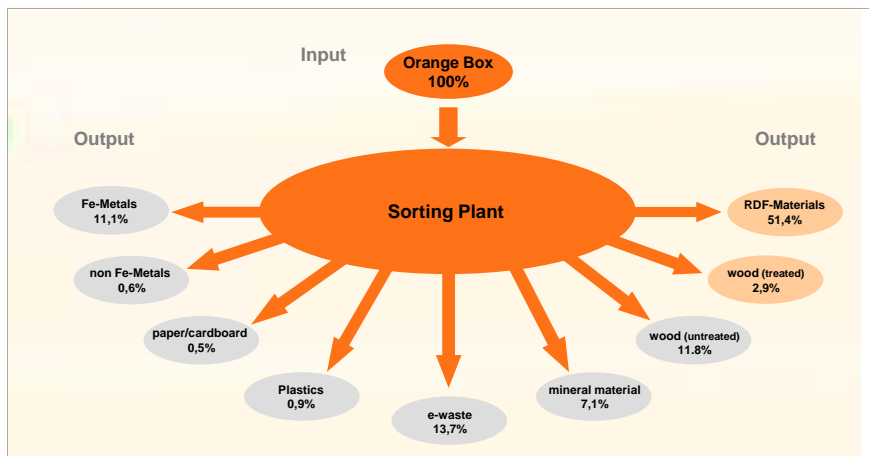 Input
Orange Box
100%
Output
Output
Sorting Plant
Fe-Metals
11,1%
RDF-Materials
51,4%
non Fe-Metals
0,6%
wood (treated)
2,9%
paper/cardboard
0,5%
wood (untreated)
11.8%
Plastics
0,9%
mineral material
7,1%
e-waste
13,7%